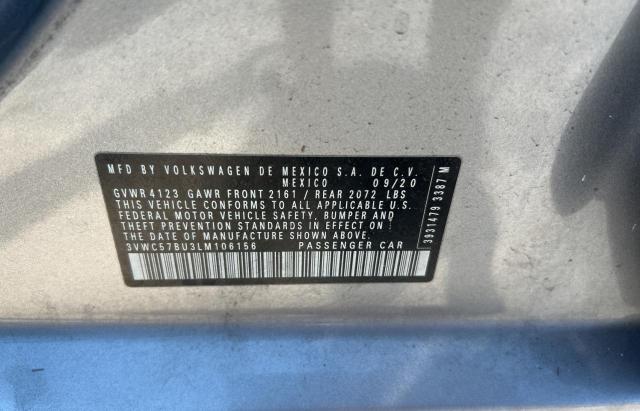 MFD BY VOLKSWAGEN DE MEXICO S.A. DE C.V.
MEXICO 09/20
GVWR 4123 GAWR FRONT 2161 / REAR 2072 LBS
THIS VEHICLE CONFORMS TO ALL APPLICABLE U.S.
FEDERAL MOTOR VEHICLE SAFETY, BUMPER AND
THEFT PREVENTION STANDARDS IN EFFECT ON
THE DATE OF MANUFACTURE SHOWN ABOVE.
3VWC57BU3LM106156 PASSENGER CAR
3931479 3387 M